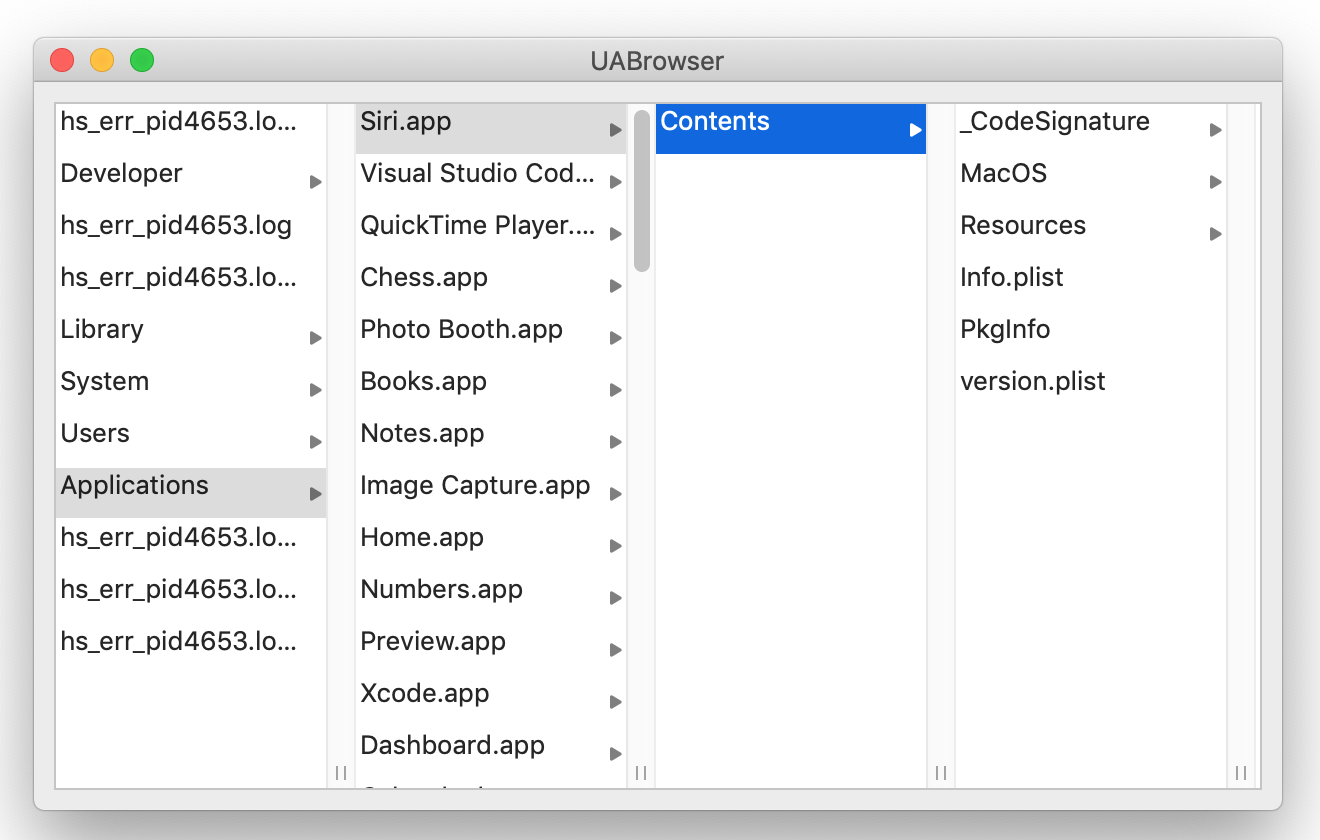 UABrowser
hs_err_pid4653.lo...
Developer
hs_err_pid4653.log
hs_err_pid4653.lo...
Library
System
Users
Applications
hs_err_pid4653.lo...
hs_err_pid4653.lo...
hs_err_pid4653.lo...
Siri.app
Visual Studio Cod...
QuickTime Player....
Chess.app
Photo Booth.app
Books.app
Notes.app
Image Capture.app
Home.app
Numbers.app
Preview.app
Xcode.app
Dashboard.app
Contents
_CodeSignature
MacOS
Resources
Info.plist
PkgInfo
version.plist